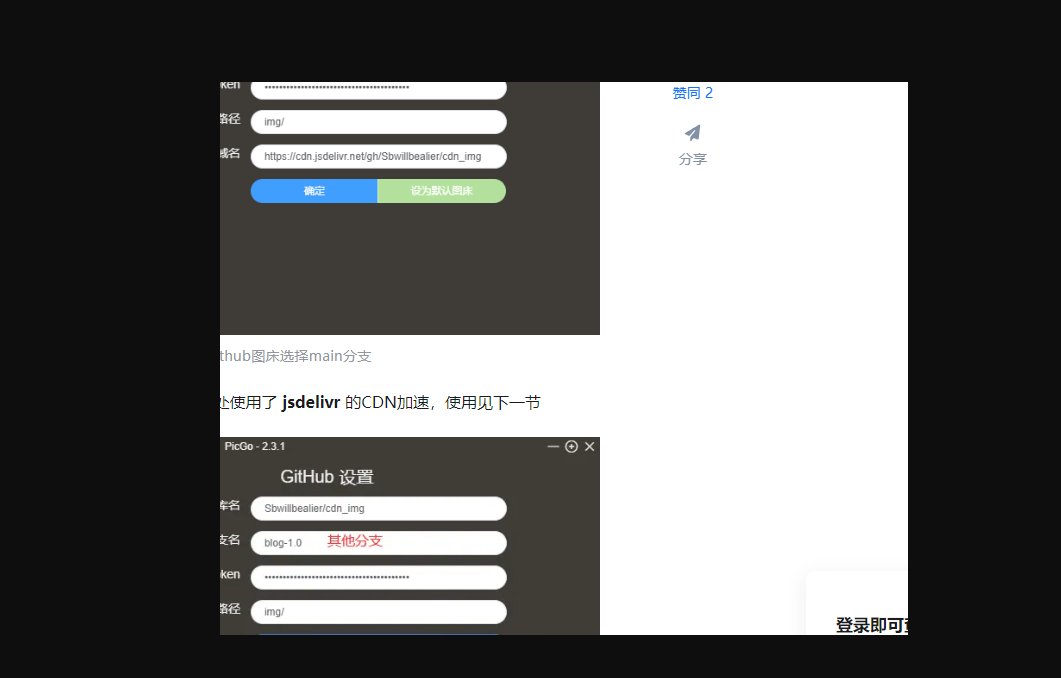 ken
赞同 2
路径 img/
分享
域名 https://cdn.jsdelivr.net/gh/Sbwillbealier/cdn_img
确定 设为默认图床
thub图床选择main分支
处使用了 jsdelivr 的CDN加速，使用见下一节
PicGo - 2.3.1
GitHub 设置
库名 Sbwillbealier/cdn_img
支名 blog-1.0 其他分支
ken
路径 img/
登录即可